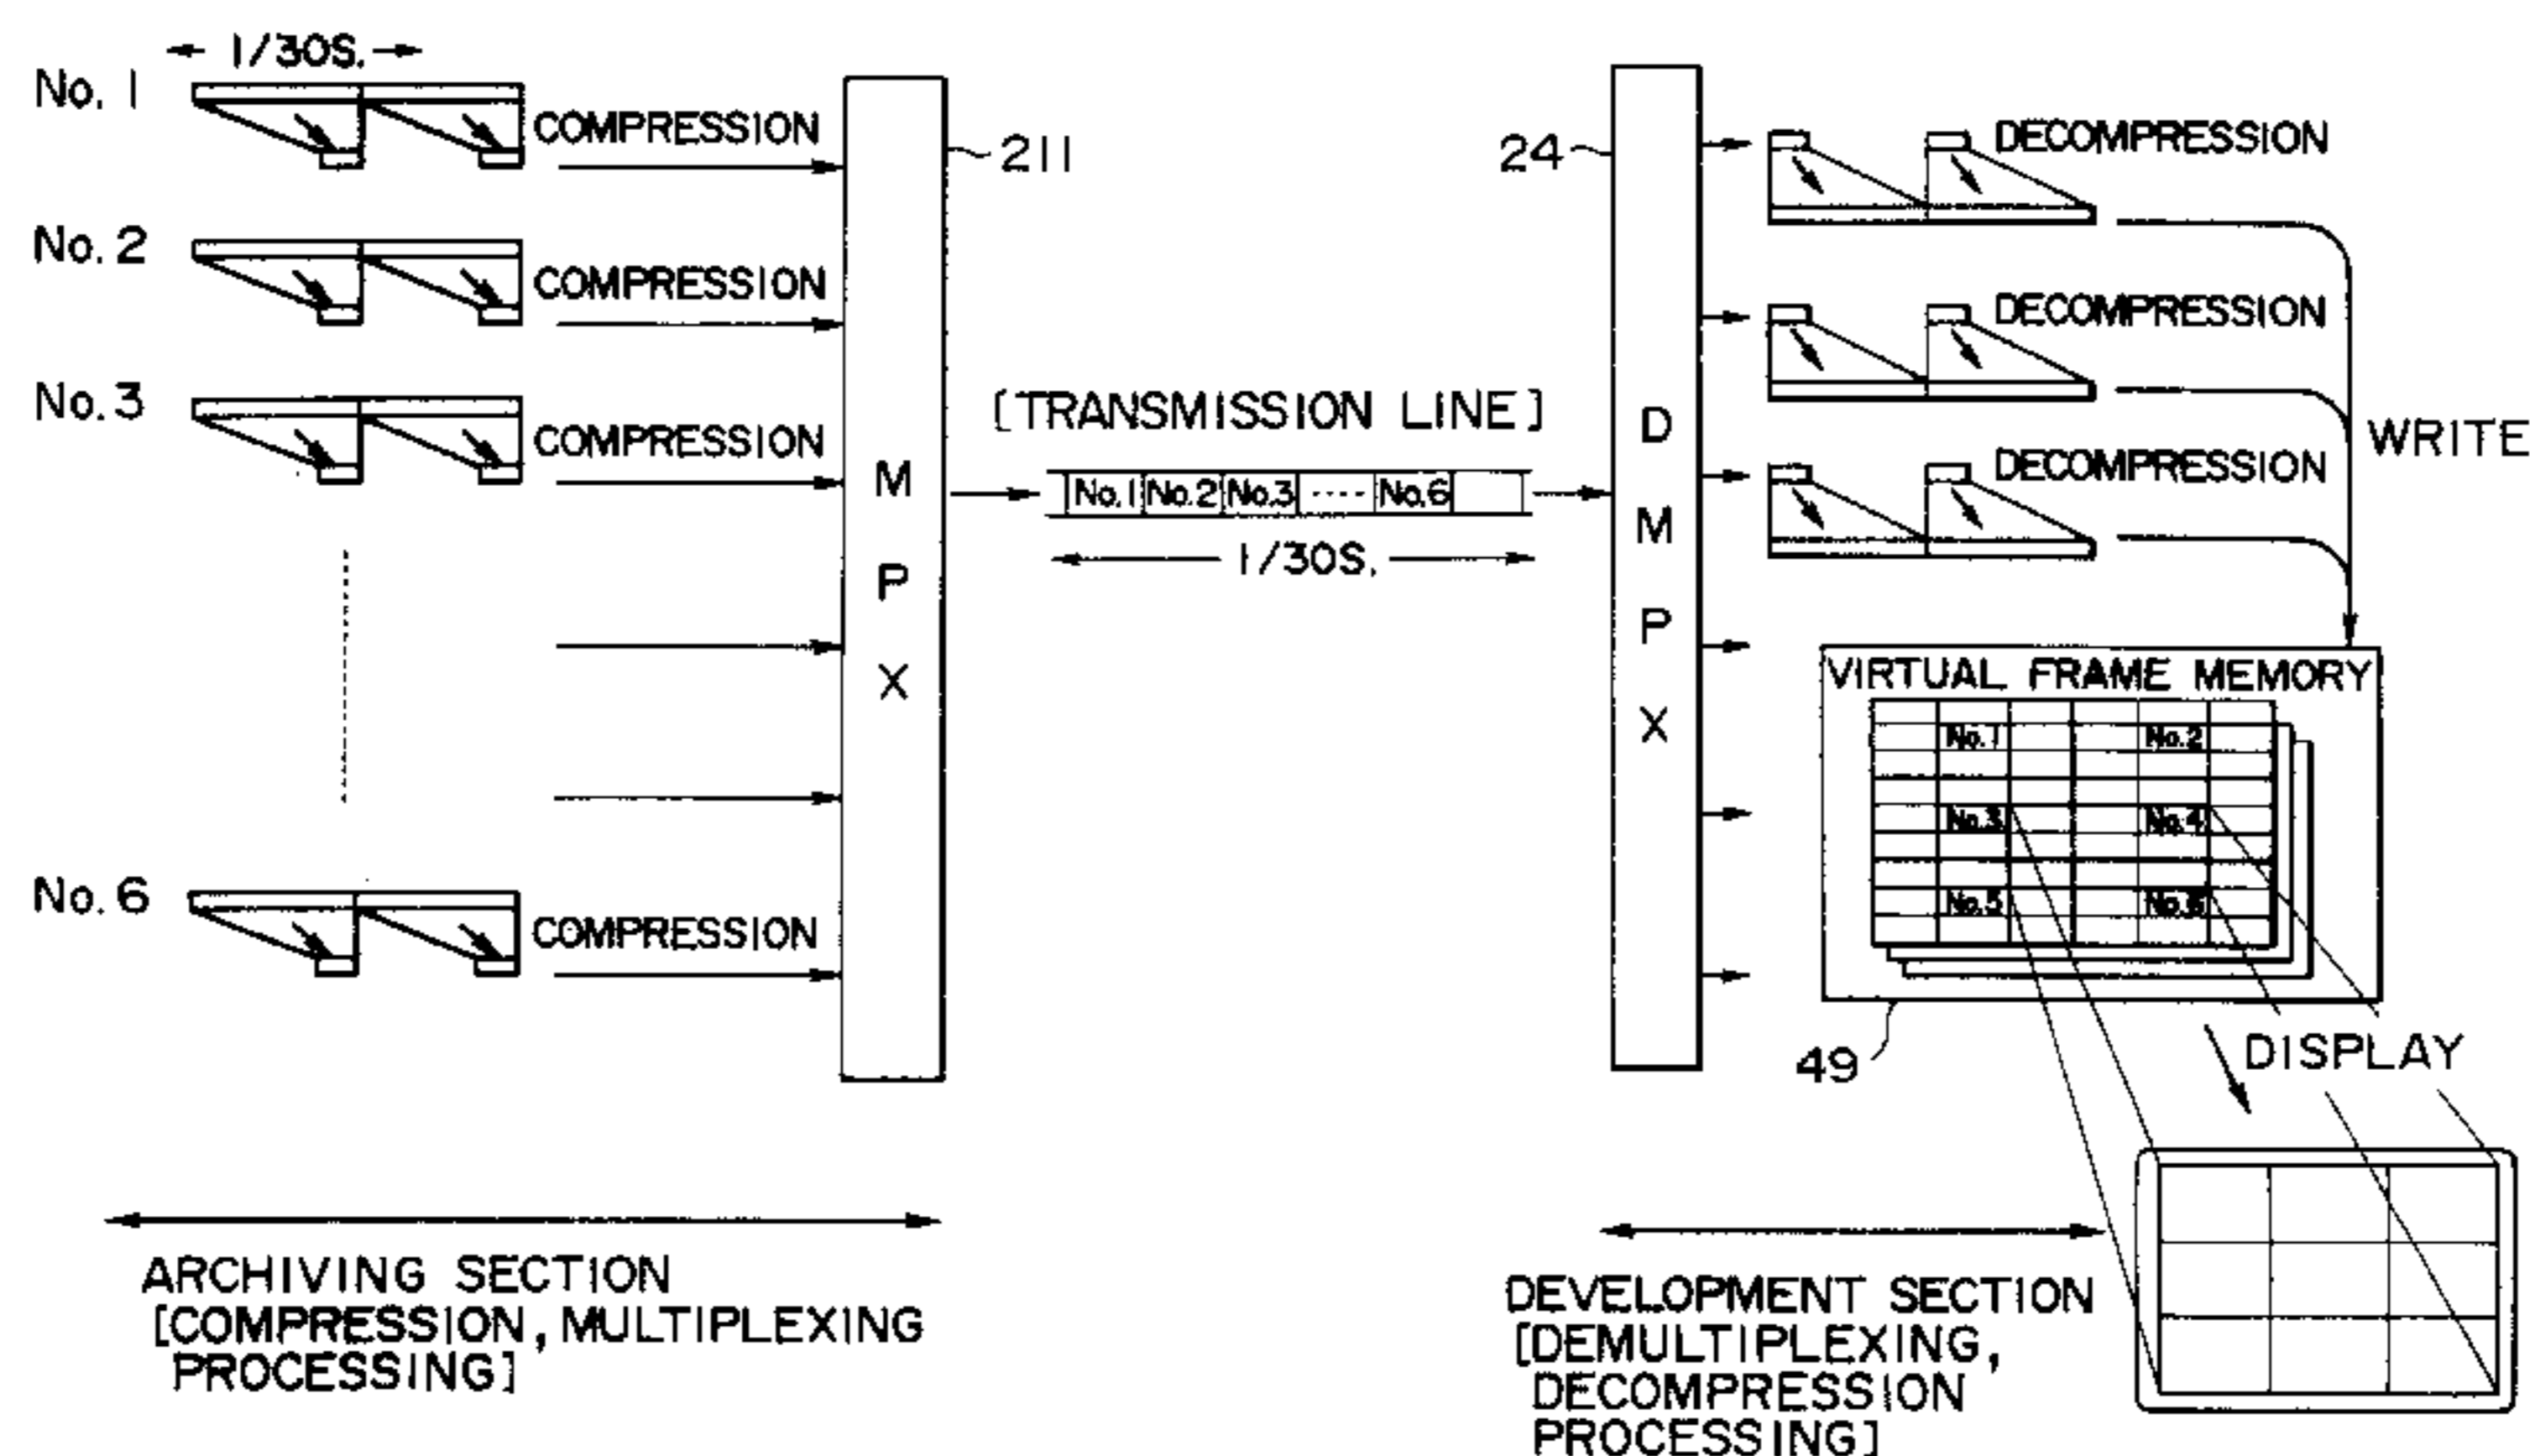 1/30S.
No. 1
COMPRESSION
No. 2
COMPRESSION
No. 3
COMPRESSION
No. 6
COMPRESSION
211
M
P
X
[TRANSMISSION LINE]
No.1 No.2 No.3 ---- No.6
1/30S.
24
D
M
P
X
DECOMPRESSION
DECOMPRESSION
DECOMPRESSION
WRITE
VIRTUAL FRAME MEMORY
No.1 No.2
No.3 No.4
No.5 No.6
49
DISPLAY
ARCHIVING SECTION
[COMPRESSION, MULTIPLEXING
PROCESSING]
DEVELOPMENT SECTION
[DEMULTIPLEXING,
DECOMPRESSION
PROCESSING]